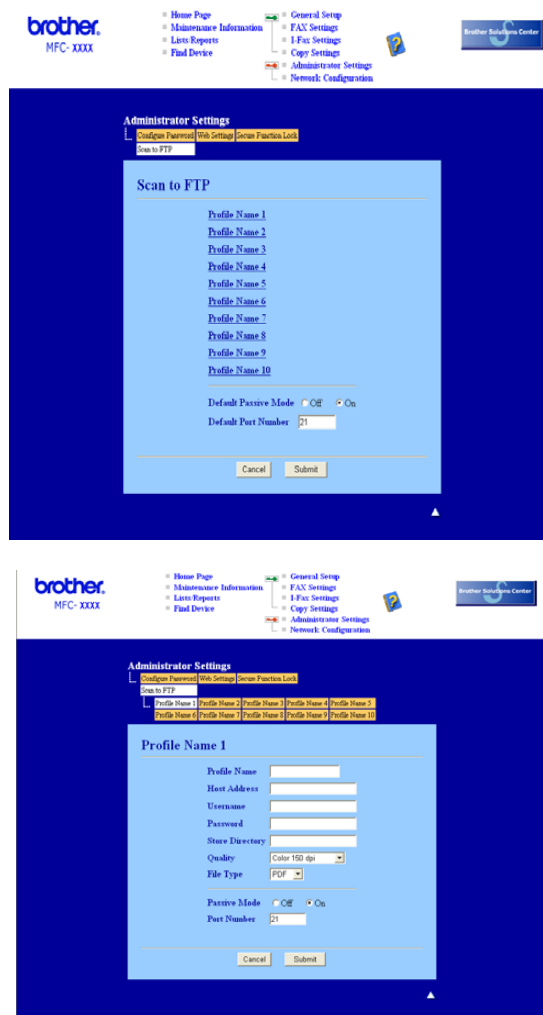 brother.
MFC- XXXX
Home Page
Maintenance Information
Lists/Reports
Find Device
General Setup
FAX Settings
I-Fax Settings
Copy Settings
Administrator Settings
Network Configuration
Brother Solutions Center
Administrator Settings
Configure Password Web Settings Secure Function Lock
Scan to FTP
Scan to FTP
Profile Name 1
Profile Name 2
Profile Name 3
Profile Name 4
Profile Name 5
Profile Name 6
Profile Name 7
Profile Name 8
Profile Name 9
Profile Name 10
Default Passive Mode Off On
Default Port Number 21
Cancel Submit
brother.
MFC- XXXX
Home Page
Maintenance Information
Lists/Reports
Find Device
General Setup
FAX Settings
I-Fax Settings
Copy Settings
Administrator Settings
Network Configuration
Brother Solutions Center
Administrator Settings
Configure Password Web Settings Secure Function Lock
Scan to FTP
Profile Name 1 Profile Name 2 Profile Name 3 Profile Name 4 Profile Name 5
Profile Name 6 Profile Name 7 Profile Name 8 Profile Name 9 Profile Name 10
Profile Name 1
Profile Name
Host Address
Username
Password
Store Directory
Quality Color 150 dpi
File Type PDF
Passive Mode Off On
Port Number 21
Cancel Submit